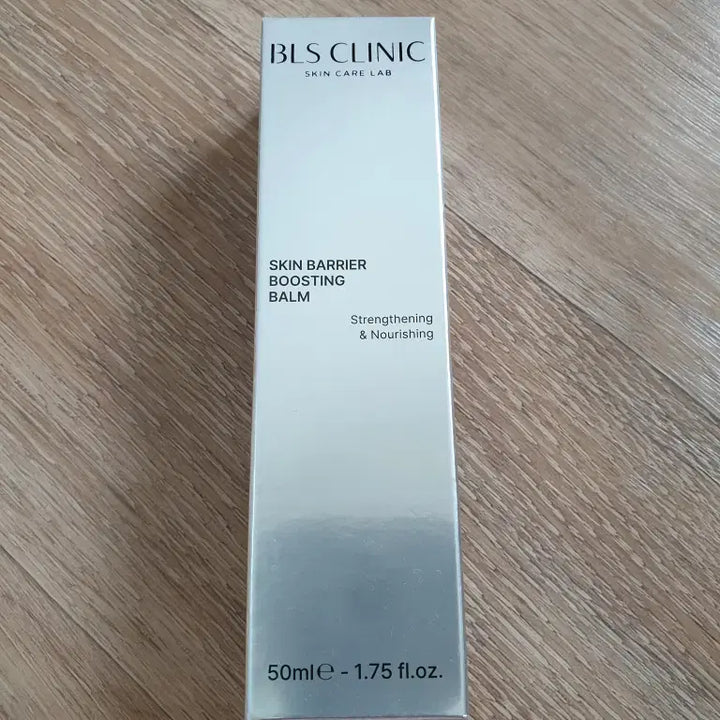 BLS CLINIC
SKIN CARE LAB
SKIN BARRIER
BOOSTING
BALM
Strengthening
& Nourishing
50ml℮ - 1.75 fl.oz.